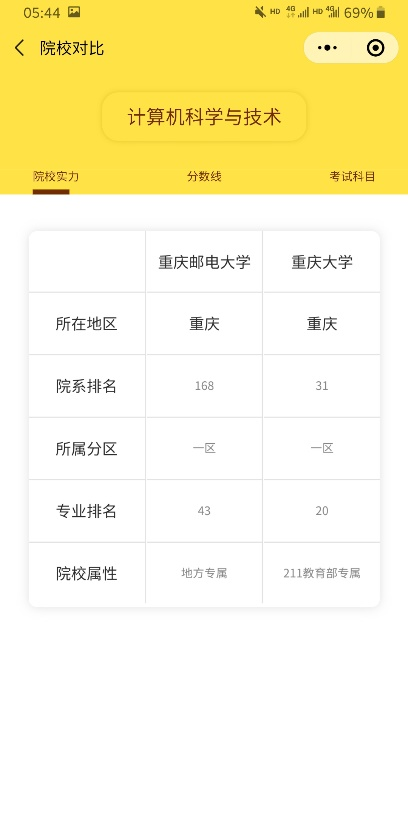 05:44 HD 4G HD 4G 69%
院校对比
计算机科学与技术
院校实力 分数线 考试科目
重庆邮电大学 重庆大学
所在地区 重庆 重庆
院系排名 168 31
所属分区 一区 一区
专业排名 43 20
院校属性 地方专属 211教育部专属